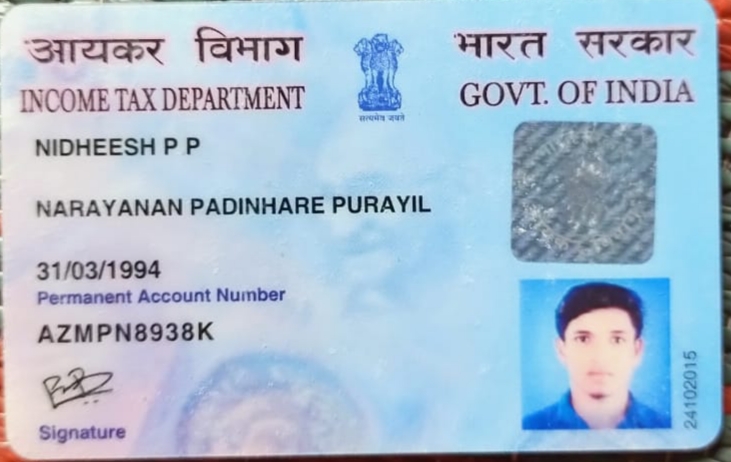 आयकर विभाग
INCOME TAX DEPARTMENT
सत्यमेव जयते
भारत सरकार
GOVT. OF INDIA
NIDHEESH P P
NARAYANAN PADINHARE PURAYIL
31/03/1994
Permanent Account Number
AZMPN8938K
Signature
24102015